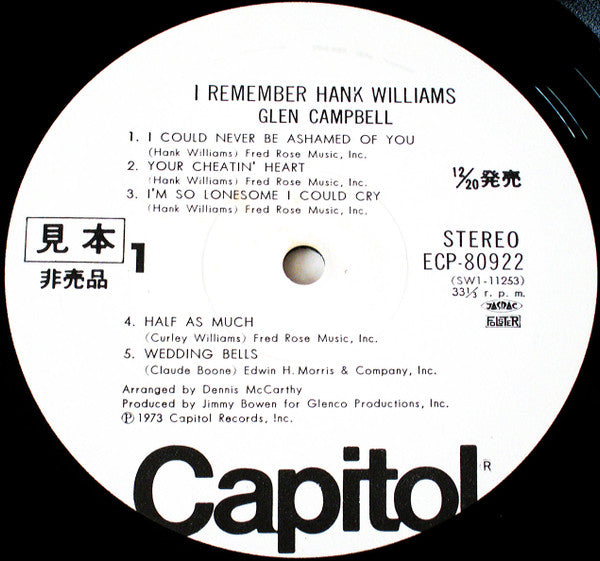 I REMEMBER HANK WILLIAMS
GLEN CAMPBELL
1. I COULD NEVER BE ASHAMED OF YOU
(Hank Williams) Fred Rose Music, Inc.
2. YOUR CHEATIN' HEART
(Hank Williams) Fred Rose Music, Inc.
3. I'M SO LONESOME I COULD CRY
(Hank Williams) Fred Rose Music, Inc.
12/20 発売
見本
非売品
1
STEREO
ECP-80922
(SW1-11253)
33⅓ r. p. m.
JASRAC
4. HALF AS MUCH
(Curley Williams) Fred Rose Music, Inc.
5. WEDDING BELLS
(Claude Boone) Edwin H. Morris & Company, Inc.
Arranged by Dennis McCarthy
Produced by Jimmy Bowen for Glenco Productions, Inc.
Ⓟ 1973 Capitol Records, Inc.
Capitol®